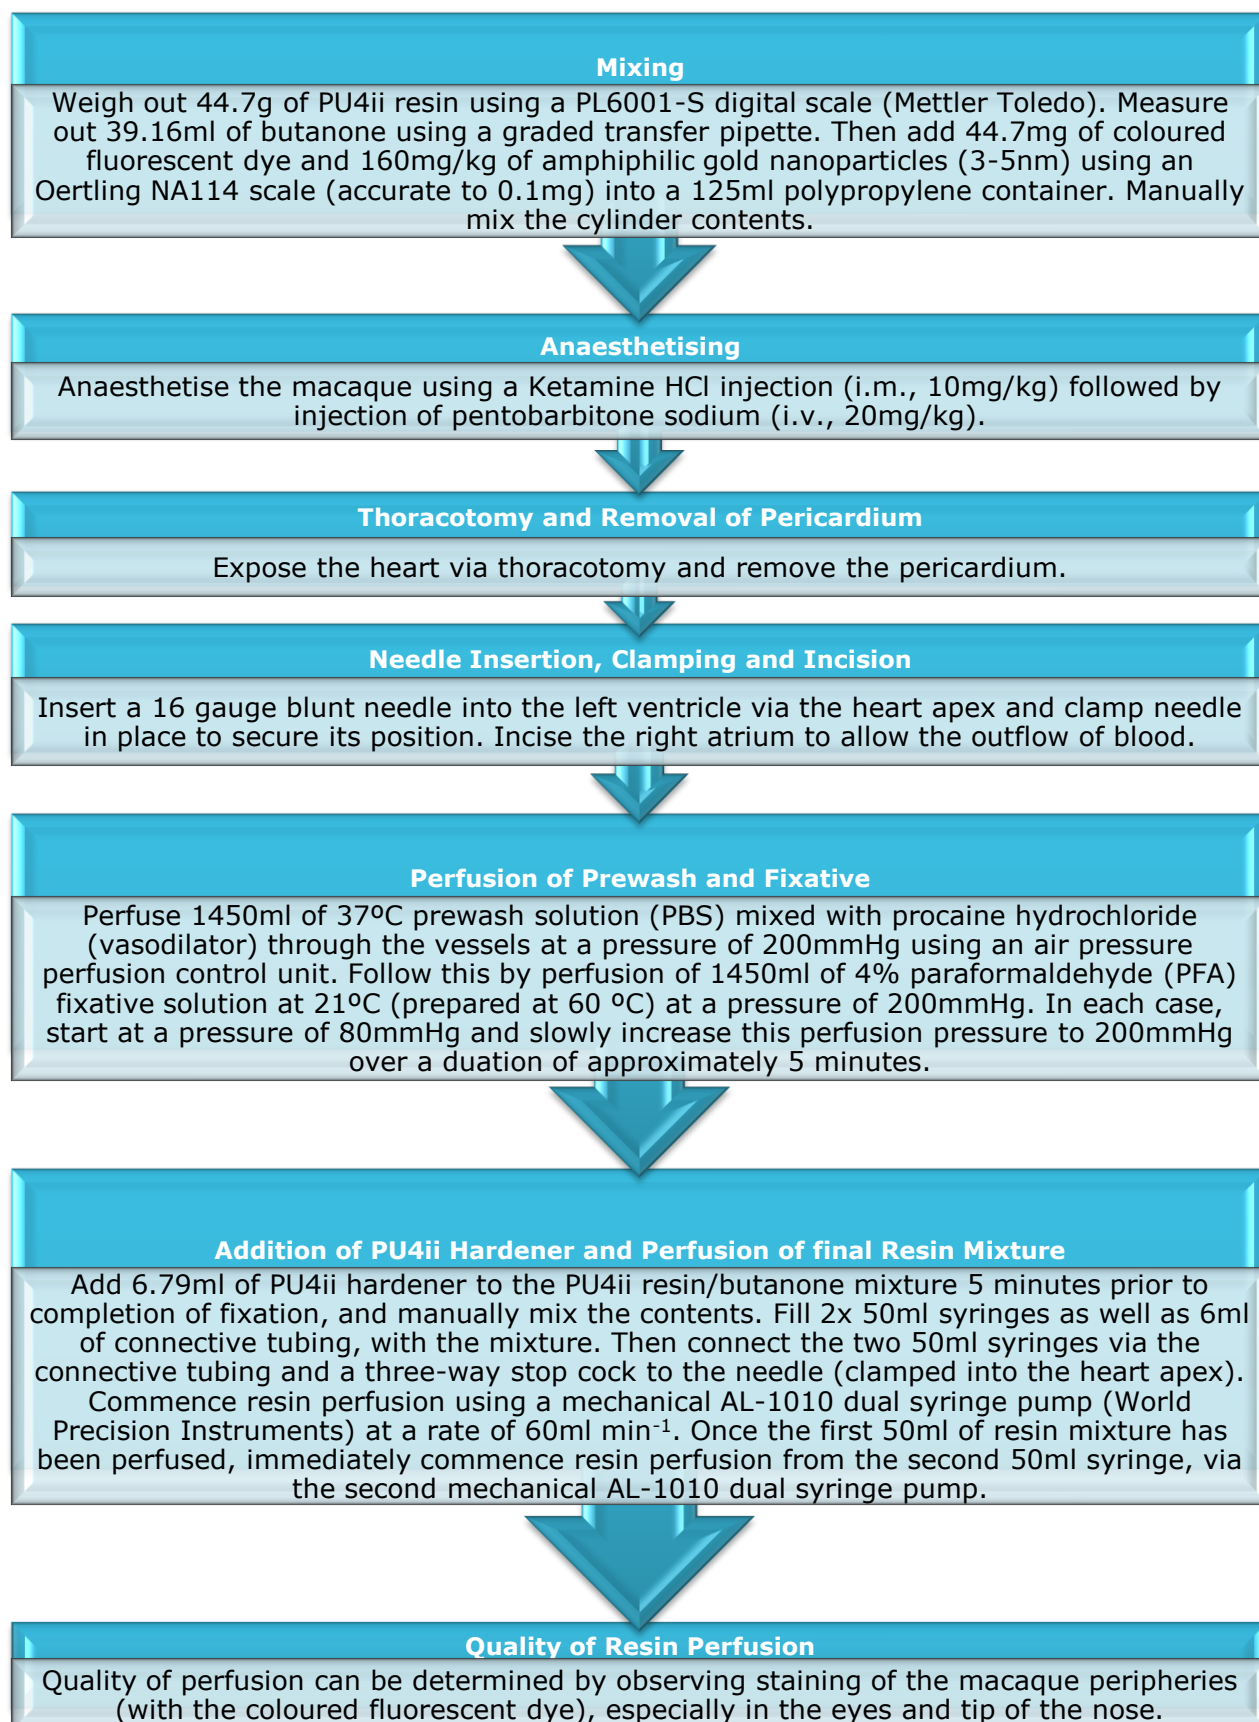 Mixing
Weigh out 44.7g of PU4ii resin using a PL6001-S digital scale (Mettler Toledo). Measure
out 39.16ml of butanone using a graded transfer pipette. Then add 44.7mg of coloured
fluorescent dye and 160mg/kg of amphiphilic gold nanoparticles (3-5nm) using an
Oertling NA114 scale (accurate to 0.1mg) into a 125ml polypropylene container. Manually
mix the cylinder contents.
Anaesthetising
Anaesthetise the macaque using a Ketamine HCl injection (i.m., 10mg/kg) followed by
injection of pentobarbitone sodium (i.v., 20mg/kg).
Thoracotomy and Removal of Pericardium
Expose the heart via thoracotomy and remove the pericardium.
Needle Insertion, Clamping and Incision
Insert a 16 gauge blunt needle into the left ventricle via the heart apex and clamp needle
in place to secure its position. Incise the right atrium to allow the outflow of blood.
Perfusion of Prewash and Fixative
Perfuse 1450ml of 37ºC prewash solution (PBS) mixed with procaine hydrochloride
(vasodilator) through the vessels at a pressure of 200mmHg using an air pressure
perfusion control unit. Follow this by perfusion of 1450ml of 4% paraformaldehyde (PFA)
fixative solution at 21ºC (prepared at 60 ºC) at a pressure of 200mmHg. In each case,
start at a pressure of 80mmHg and slowly increase this perfusion pressure to 200mmHg
over a duation of approximately 5 minutes.
Addition of PU4ii Hardener and Perfusion of final Resin Mixture
Add 6.79ml of PU4ii hardener to the PU4ii resin/butanone mixture 5 minutes prior to
completion of fixation, and manually mix the contents. Fill 2x 50ml syringes as well as 6ml
of connective tubing, with the mixture. Then connect the two 50ml syringes via the
connective tubing and a three-way stop cock to the needle (clamped into the heart apex).
Commence resin perfusion using a mechanical AL-1010 dual syringe pump (World
Precision Instruments) at a rate of 60ml min⁻¹. Once the first 50ml of resin mixture has
been perfused, immediately commence resin perfusion from the second 50ml syringe, via
the second mechanical AL-1010 dual syringe pump.
Quality of Resin Perfusion
Quality of perfusion can be determined by observing staining of the macaque peripheries
(with the coloured fluorescent dye), especially in the eyes and tip of the nose.